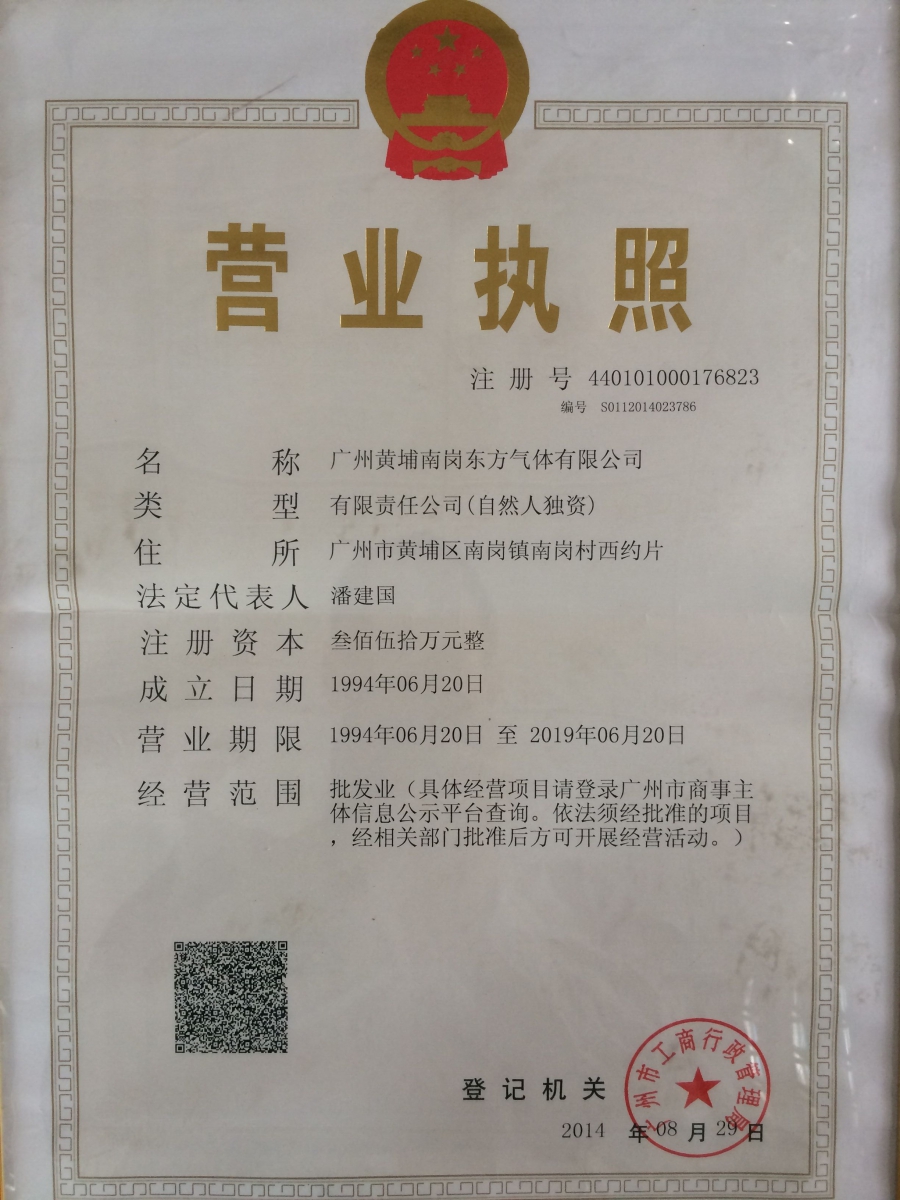 营业执照
注册号 440101000176823
编号 S0112014023786
名称 广州黄埔南岗东方气体有限公司
类型 有限责任公司(自然人独资)
住所 广州市黄埔区南岗镇南岗村西约片
法定代表人 潘建国
注册资本 叁佰伍拾万元整
成立日期 1994年06月20日
营业期限 1994年06月20日 至 2019年06月20日
经营范围 批发业（具体经营项目请登录广州市商事主
体信息公示平台查询。依法须经批准的项目
，经相关部门批准后方可开展经营活动。）
广州市工商行政管理局
登记机关
2014 年 08 月 29 日